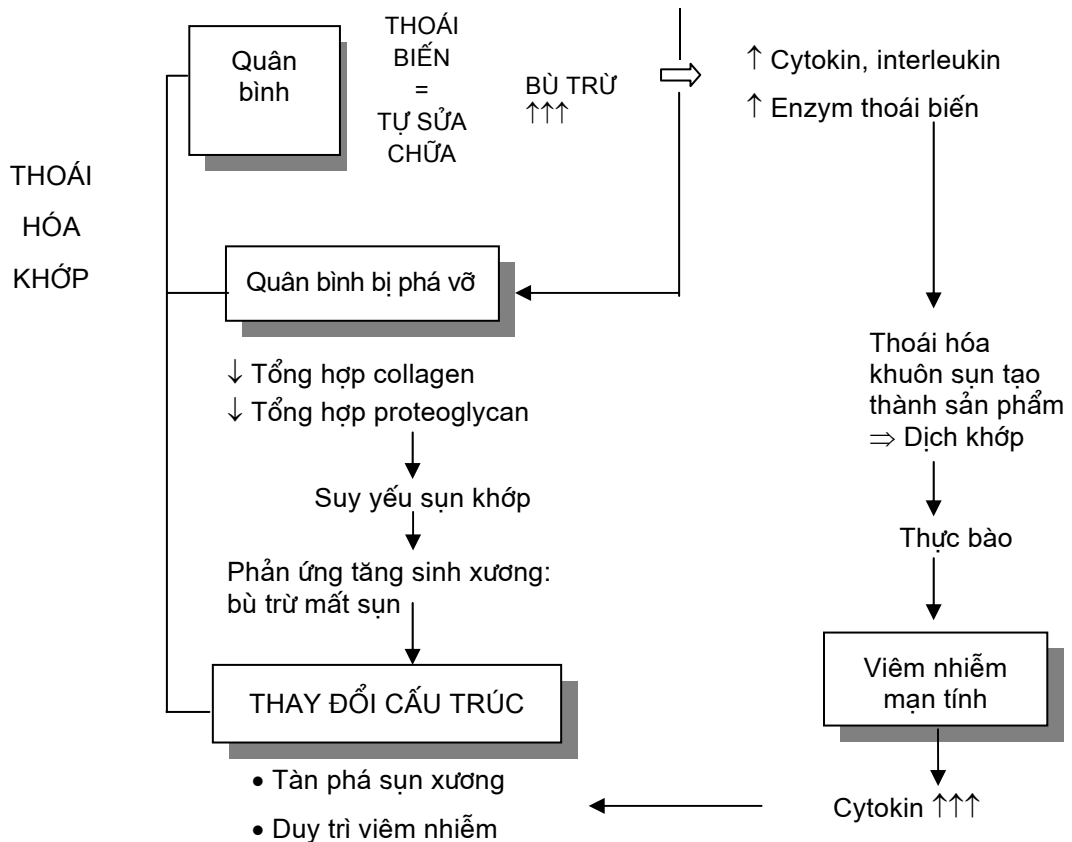 THOÁI
HÓA
KHỚP
Quân
bình
THOÁI
BIẾN
=
TỰ SỬA
CHỮA
BÙ TRỪ
↑↑↑
↑ Cytokin, interleukin
↑ Enzym thoái biến
Quân bình bị phá vỡ
↓ Tổng hợp collagen
↓ Tổng hợp proteoglycan
Suy yếu sụn khớp
Phản ứng tăng sinh xương:
bù trừ mất sụn
THAY ĐỔI CẤU TRÚC
• Tàn phá sụn xương
• Duy trì viêm nhiễm
Thoái hóa
khuôn sụn tạo
thành sản phẩm
⇒ Dịch khớp
Thực bào
Viêm nhiễm
mạn tính
Cytokin ↑↑↑